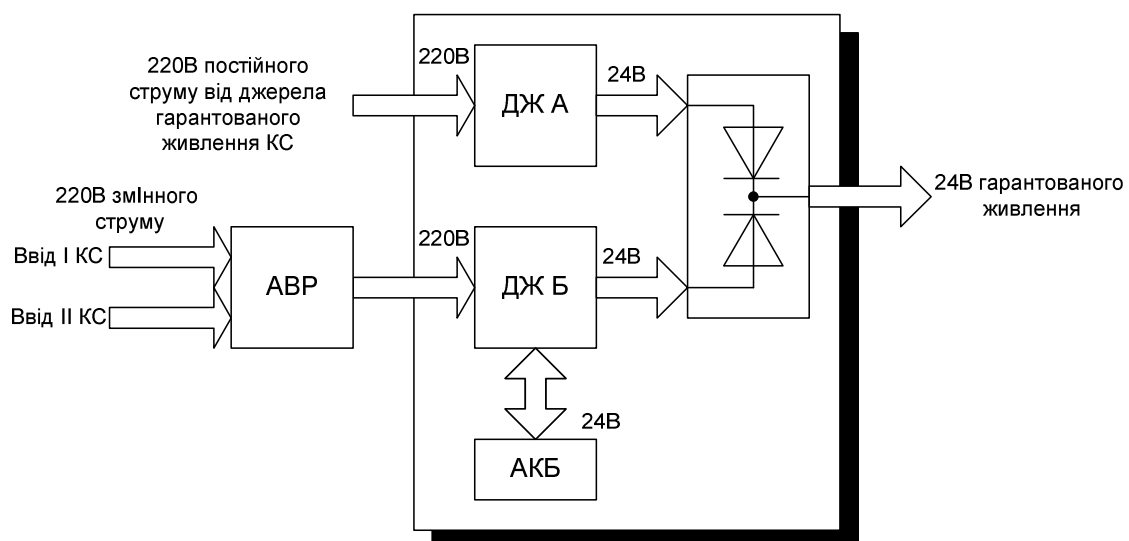 220В постійного
струму від джерела
гарантованого
живлення КС
220В
ДЖ А
24В
220В змІнного
струму
Ввід I КС
Ввід II КС
АВР
220В
ДЖ Б
24В
24В гарантованого
живлення
24В
АКБ